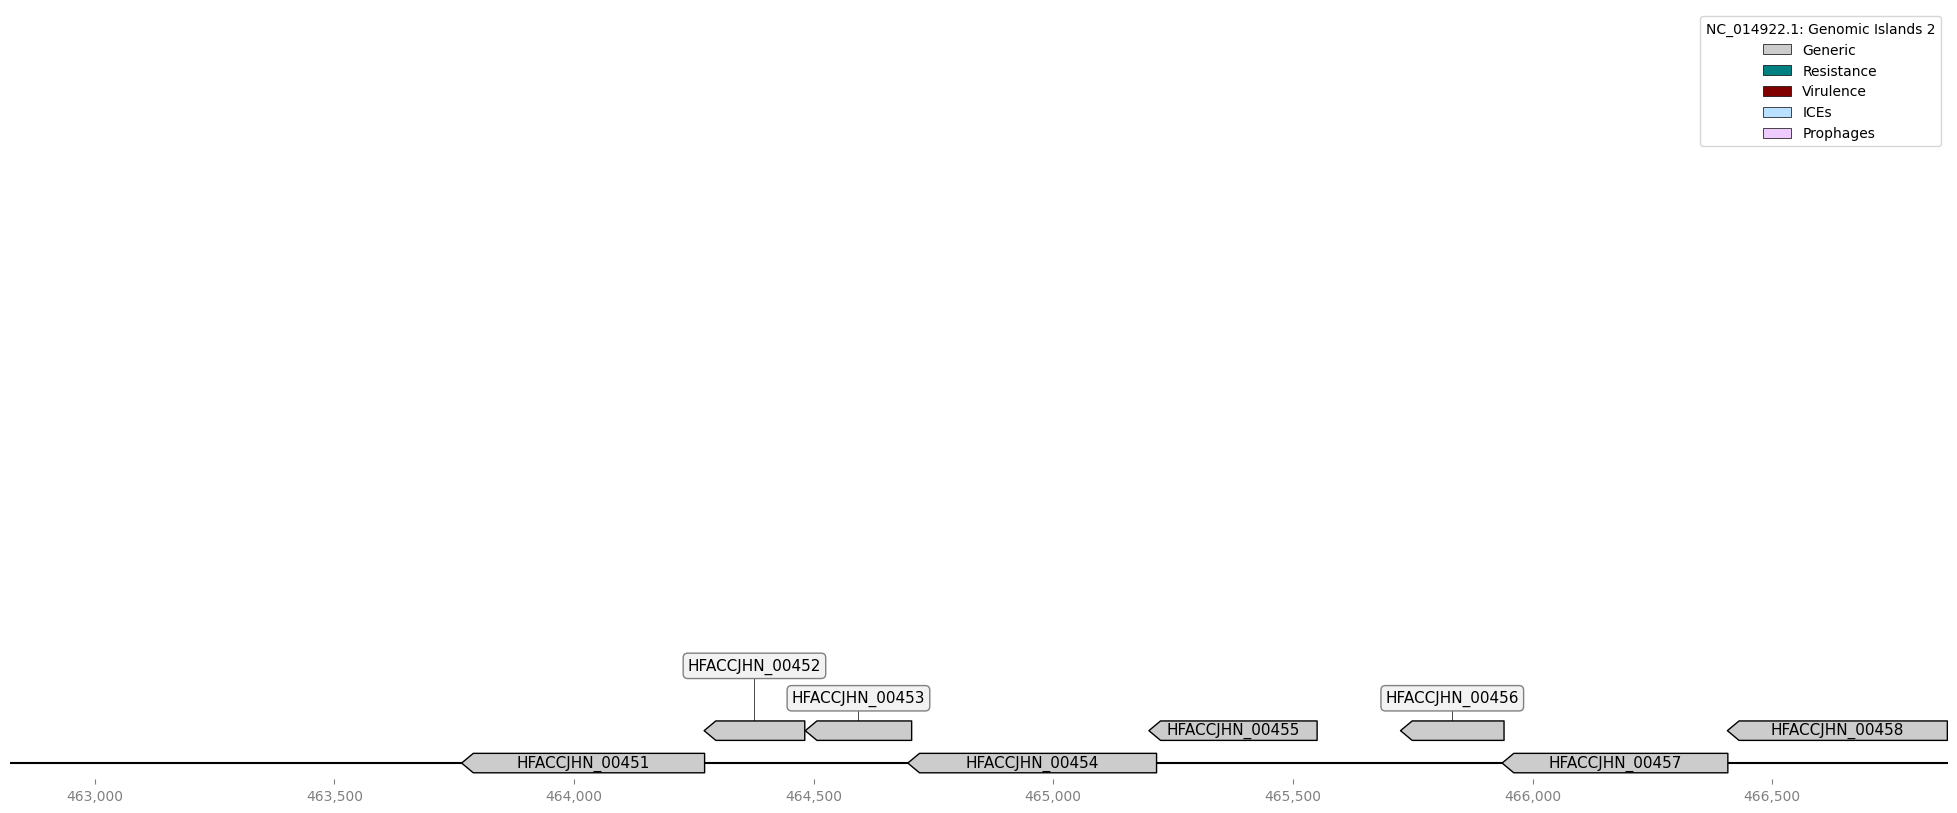 NC_014922.1: Genomic Islands 2
Generic
Resistance
Virulence
ICEs
Prophages
HFACCJHN_00452
HFACCJHN_00453
HFACCJHN_00456
HFACCJHN_00455
HFACCJHN_00458
HFACCJHN_00451
HFACCJHN_00454
HFACCJHN_00457
463,000
463,500
464,000
464,500
465,000
465,500
466,000
466,500